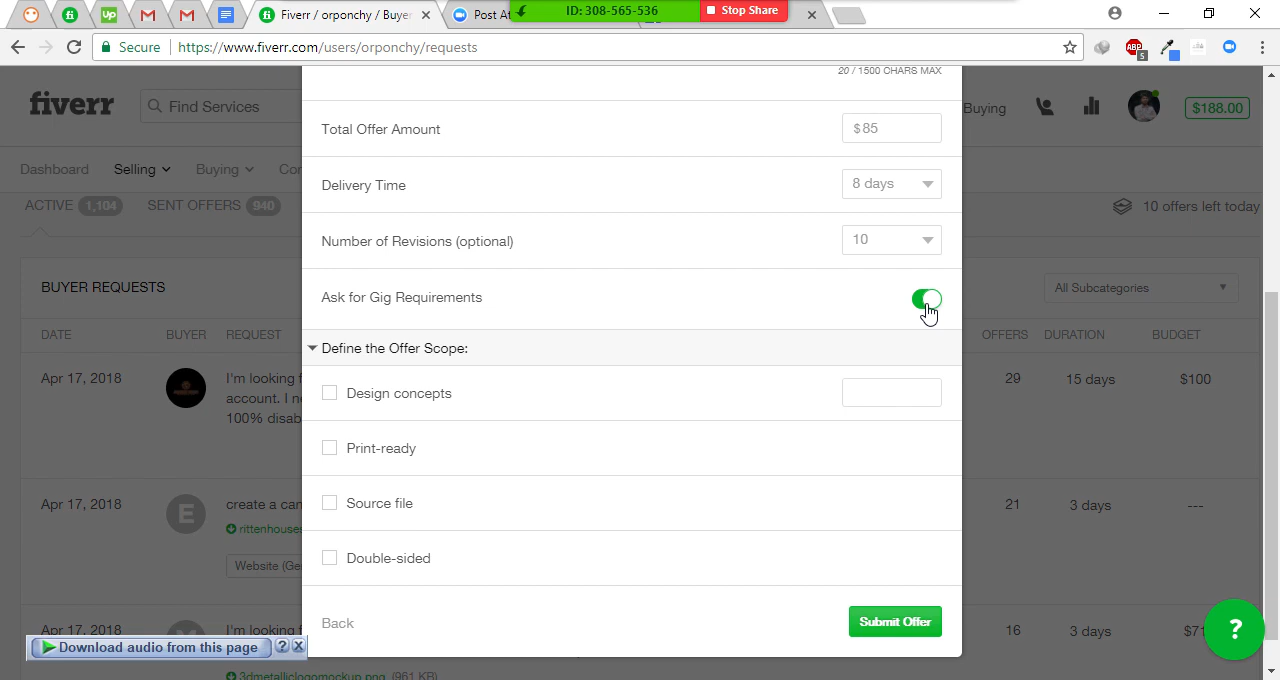 Up
Fiverr / orponchy / Buyer
Post At
ID: 308-565-536
Stop Share
Secure
https://www.fiverr.com/users/orponchy/requests
ABP
5
20 / 1500 CHARS MAX
fiverr
Find Services
Buying
$188.00
Total Offer Amount
$ 85
Dashboard
Selling
Buying
Delivery Time
8 days
ACTIVE 1,104
SENT OFFERS 940
10 offers left today
Number of Revisions (optional)
10
BUYER REQUESTS
Ask for Gig Requirements
All Subcategories
DATE
BUYER
REQUEST
OFFERS
DURATION
BUDGET
Define the Offer Scope:
Apr 17, 2018
I'm looking
account. I
100%
29
15 days
$100
Design concepts
Print-ready
Apr 17, 2018
E
create a
21
3 days
---
Source file
Double-sided
Website
Back
Submit Offer
Apr 17, 2018
I'm looking
16
3 days
?
Download audio from this page
?
X
3dmetalliclogomockup.png (961 KB)